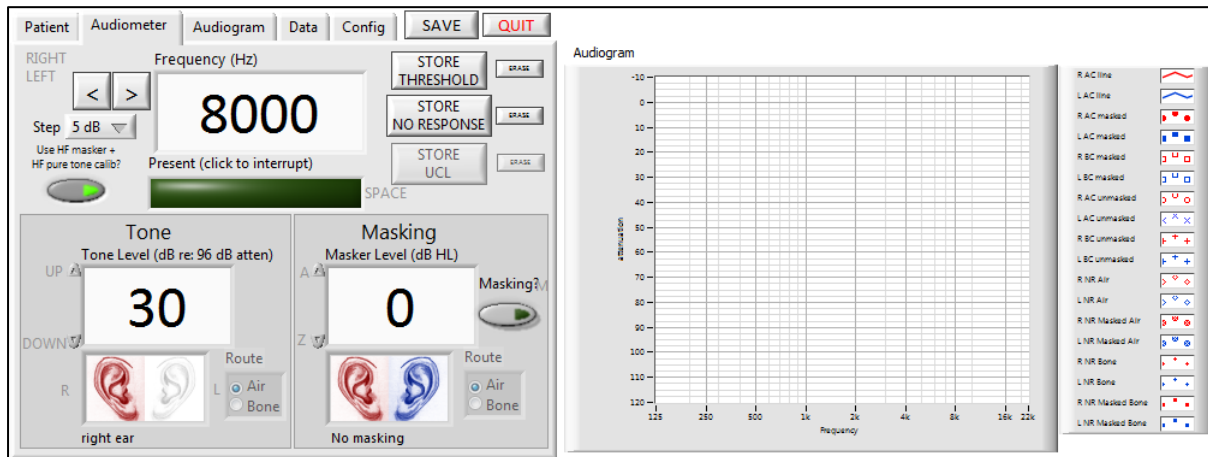 Patient
Audiometer
Audiogram
Data
Config
SAVE
QUIT
RIGHT
LEFT
<
>
Step 5 dB
Use HF masker +
HF pure tone calib?
Frequency (Hz)
8000
Present (click to interrupt)
SPACE
STORE
THRESHOLD
ERASE
STORE
NO RESPONSE
ERASE
STORE
UCL
ERASE
Tone
Tone Level (dB re: 96 dB atten)
UP
30
DOWN
R
L
Route
Air
Bone
right ear
Masking
Masker Level (dB HL)
A
0
Z
Masking?
M
Route
Air
Bone
No masking
Audiogram
attenuation
-10
0
10
20
30
40
50
60
70
80
90
100
110
120
125 250 500 1k 2k 4k 8k 16k 22k
Frequency
R AC line
L AC line
R AC masked
L AC masked
R BC masked
L BC masked
R AC unmasked
L AC unmasked
R BC unmasked
L BC unmasked
R NR Air
L NR Air
R NR Masked Air
L NR Masked Air
R NR Bone
L NR Bone
R NR Masked Bone
L NR Masked Bone